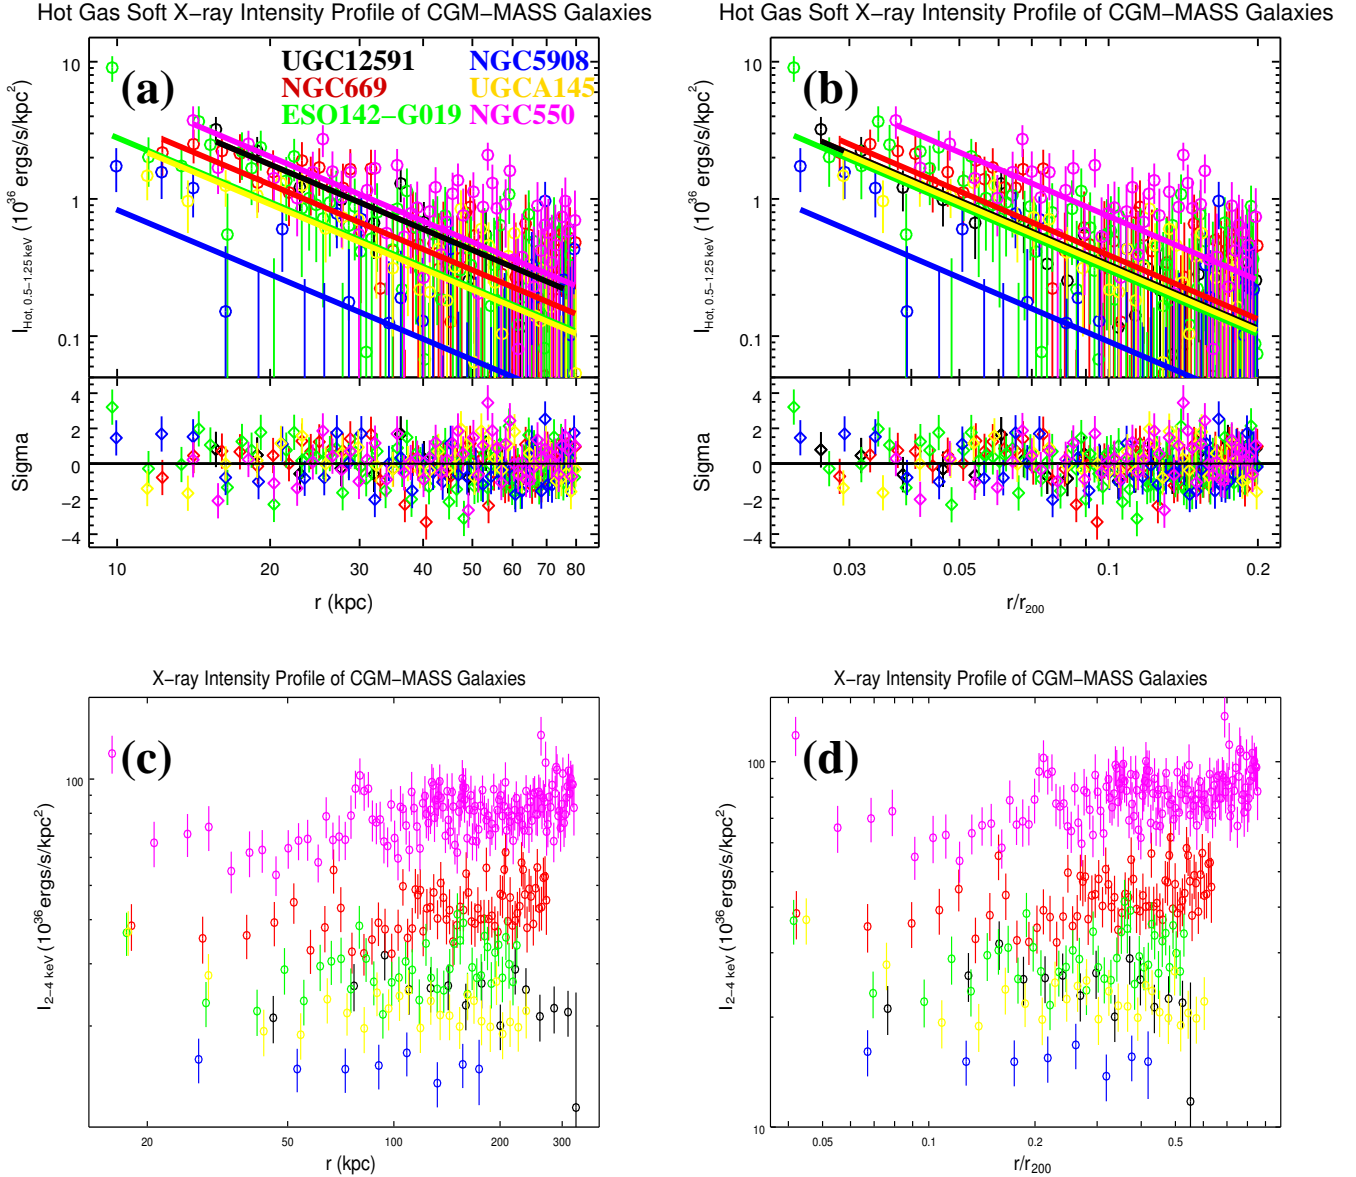 Hot Gas Soft X−ray Intensity Profile of CGM−MASS Galaxies
(a)
UGC12591
NGC5908
NGC669
UGCA145
ESO142−G019
NGC550
10
1
0.1
I Hot, 0.5−1.25 keV (10^36 ergs/s/kpc^2)
4
2
0
−2
−4
Sigma
10 20 30 40 50 60 70 80
r (kpc)
Hot Gas Soft X−ray Intensity Profile of CGM−MASS Galaxies
(b)
10
1
0.1
I Hot, 0.5−1.25 keV (10^36 ergs/s/kpc^2)
4
2
0
−2
−4
Sigma
0.03 0.05 0.1 0.2
r/r200
X−ray Intensity Profile of CGM−MASS Galaxies
(c)
100
I 2−4 keV (10^36 ergs/s/kpc^2)
20 50 100 200 300
r (kpc)
X−ray Intensity Profile of CGM−MASS Galaxies
(d)
100
10
I 2−4 keV (10^36 ergs/s/kpc^2)
0.05 0.1 0.2 0.5
r/r200